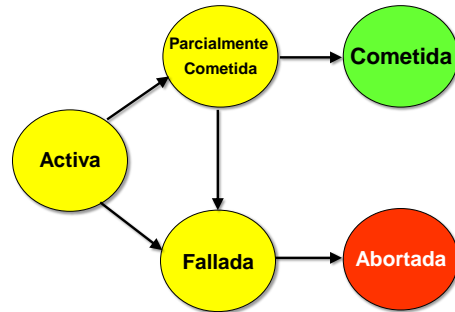 Parcialmente
Cometida
Cometida
Activa
Fallada
Abortada